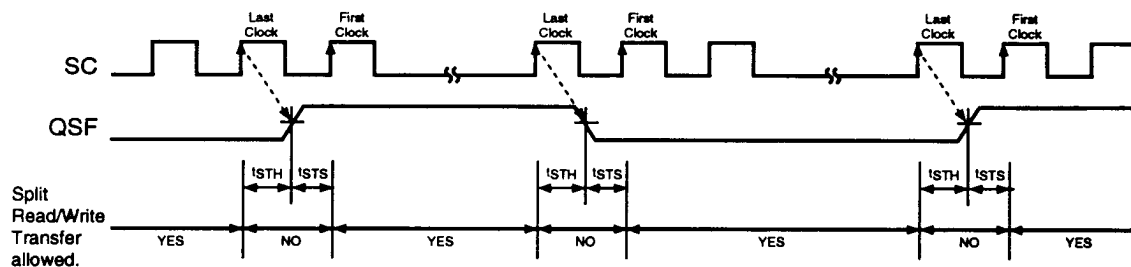 Last Clock
First Clock
Last Clock
First Clock
Last Clock
First Clock
SC
QSF
tSTH
tSTS
tSTH
tSTS
tSTH
tSTS
Split
Read/Write
Transfer
allowed.
YES
NO
YES
NO
YES
NO
YES